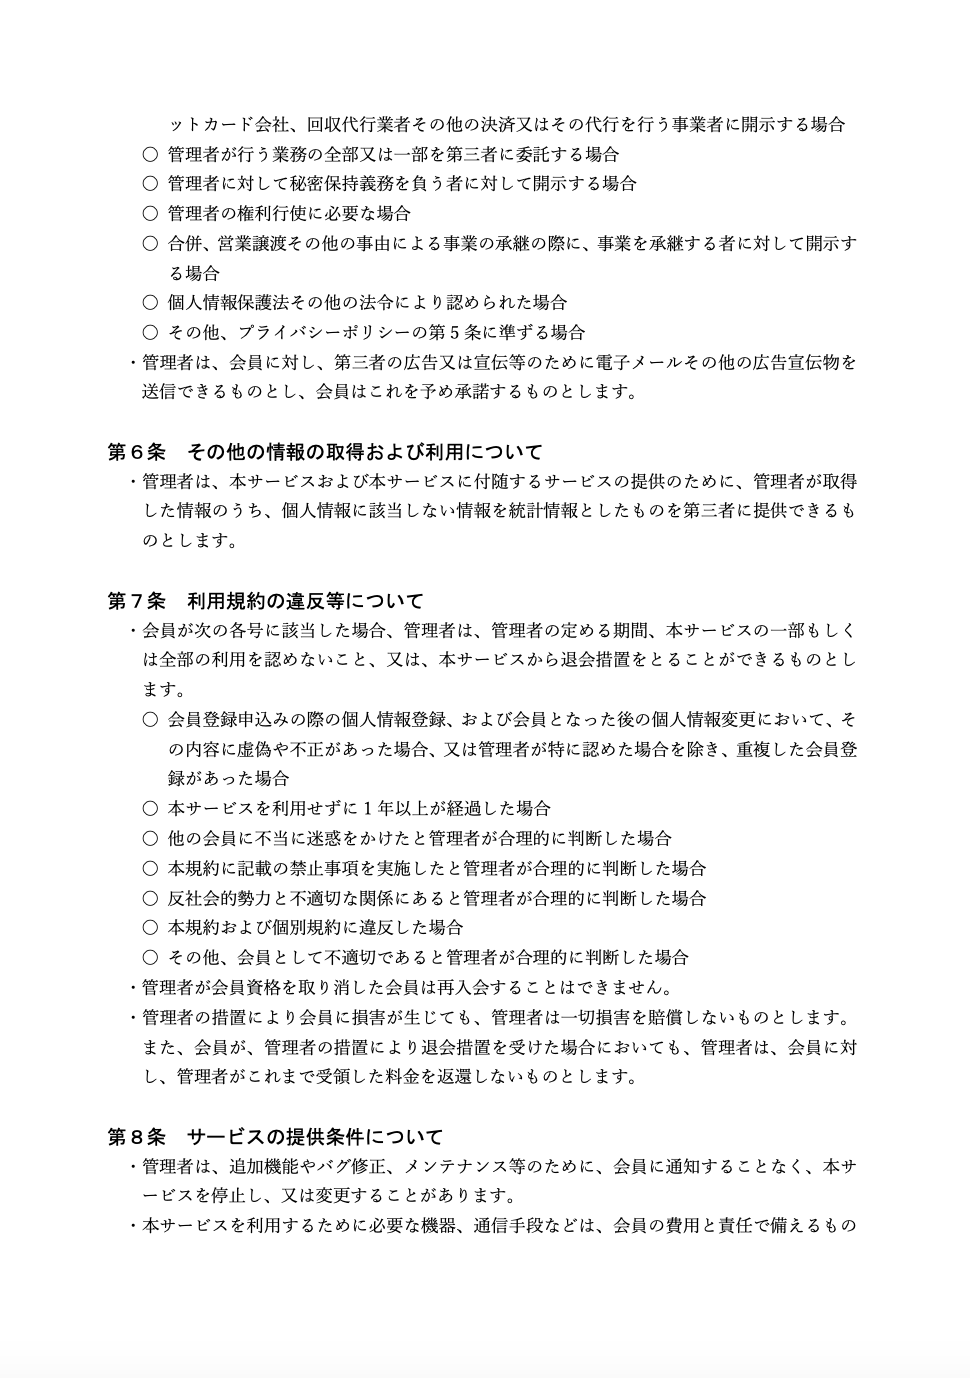 ットカード会社、回収代行業者その他の決済又はその代行を行う事業者に開示する場合
○ 管理者が行う業務の全部又は一部を第三者に委託する場合
○ 管理者に対して秘密保持義務を負う者に対して開示する場合
○ 管理者の権利行使に必要な場合
○ 合併、営業譲渡その他の事由による事業の承継の際に、事業を承継する者に対して開示す
る場合
○ 個人情報保護法その他の法令により認められた場合
○ その他、プライバシーポリシーの第５条に準ずる場合
・管理者は、会員に対し、第三者の広告又は宣伝等のために電子メールその他の広告宣伝物を
送信できるものとし、会員はこれを予め承諾するものとします。
第６条　その他の情報の取得および利用について
・管理者は、本サービスおよび本サービスに付随するサービスの提供のために、管理者が取得
した情報のうち、個人情報に該当しない情報を統計情報としたものを第三者に提供できるも
のとします。
第７条　利用規約の違反等について
・会員が次の各号に該当した場合、管理者は、管理者の定める期間、本サービスの一部もしく
は全部の利用を認めないこと、又は、本サービスから退会措置をとることができるものとし
ます。
○ 会員登録申込みの際の個人情報登録、および会員となった後の個人情報変更において、そ
の内容に虚偽や不正があった場合、又は管理者が特に認めた場合を除き、重複した会員登
録があった場合
○ 本サービスを利用せずに１年以上が経過した場合
○ 他の会員に不当に迷惑をかけたと管理者が合理的に判断した場合
○ 本規約に記載の禁止事項を実施したと管理者が合理的に判断した場合
○ 反社会的勢力と不適切な関係にあると管理者が合理的に判断した場合
○ 本規約および個別規約に違反した場合
○ その他、会員として不適切であると管理者が合理的に判断した場合
・管理者が会員資格を取り消した会員は再入会することはできません。
・管理者の措置により会員に損害が生じても、管理者は一切損害を賠償しないものとします。
また、会員が、管理者の措置により退会措置を受けた場合においても、管理者は、会員に対
し、管理者がこれまで受領した料金を返還しないものとします。
第８条　サービスの提供条件について
・管理者は、追加機能やバグ修正、メンテナンス等のために、会員に通知することなく、本サ
ービスを停止し、又は変更することがあります。
・本サービスを利用するために必要な機器、通信手段などは、会員の費用と責任で備えるもの